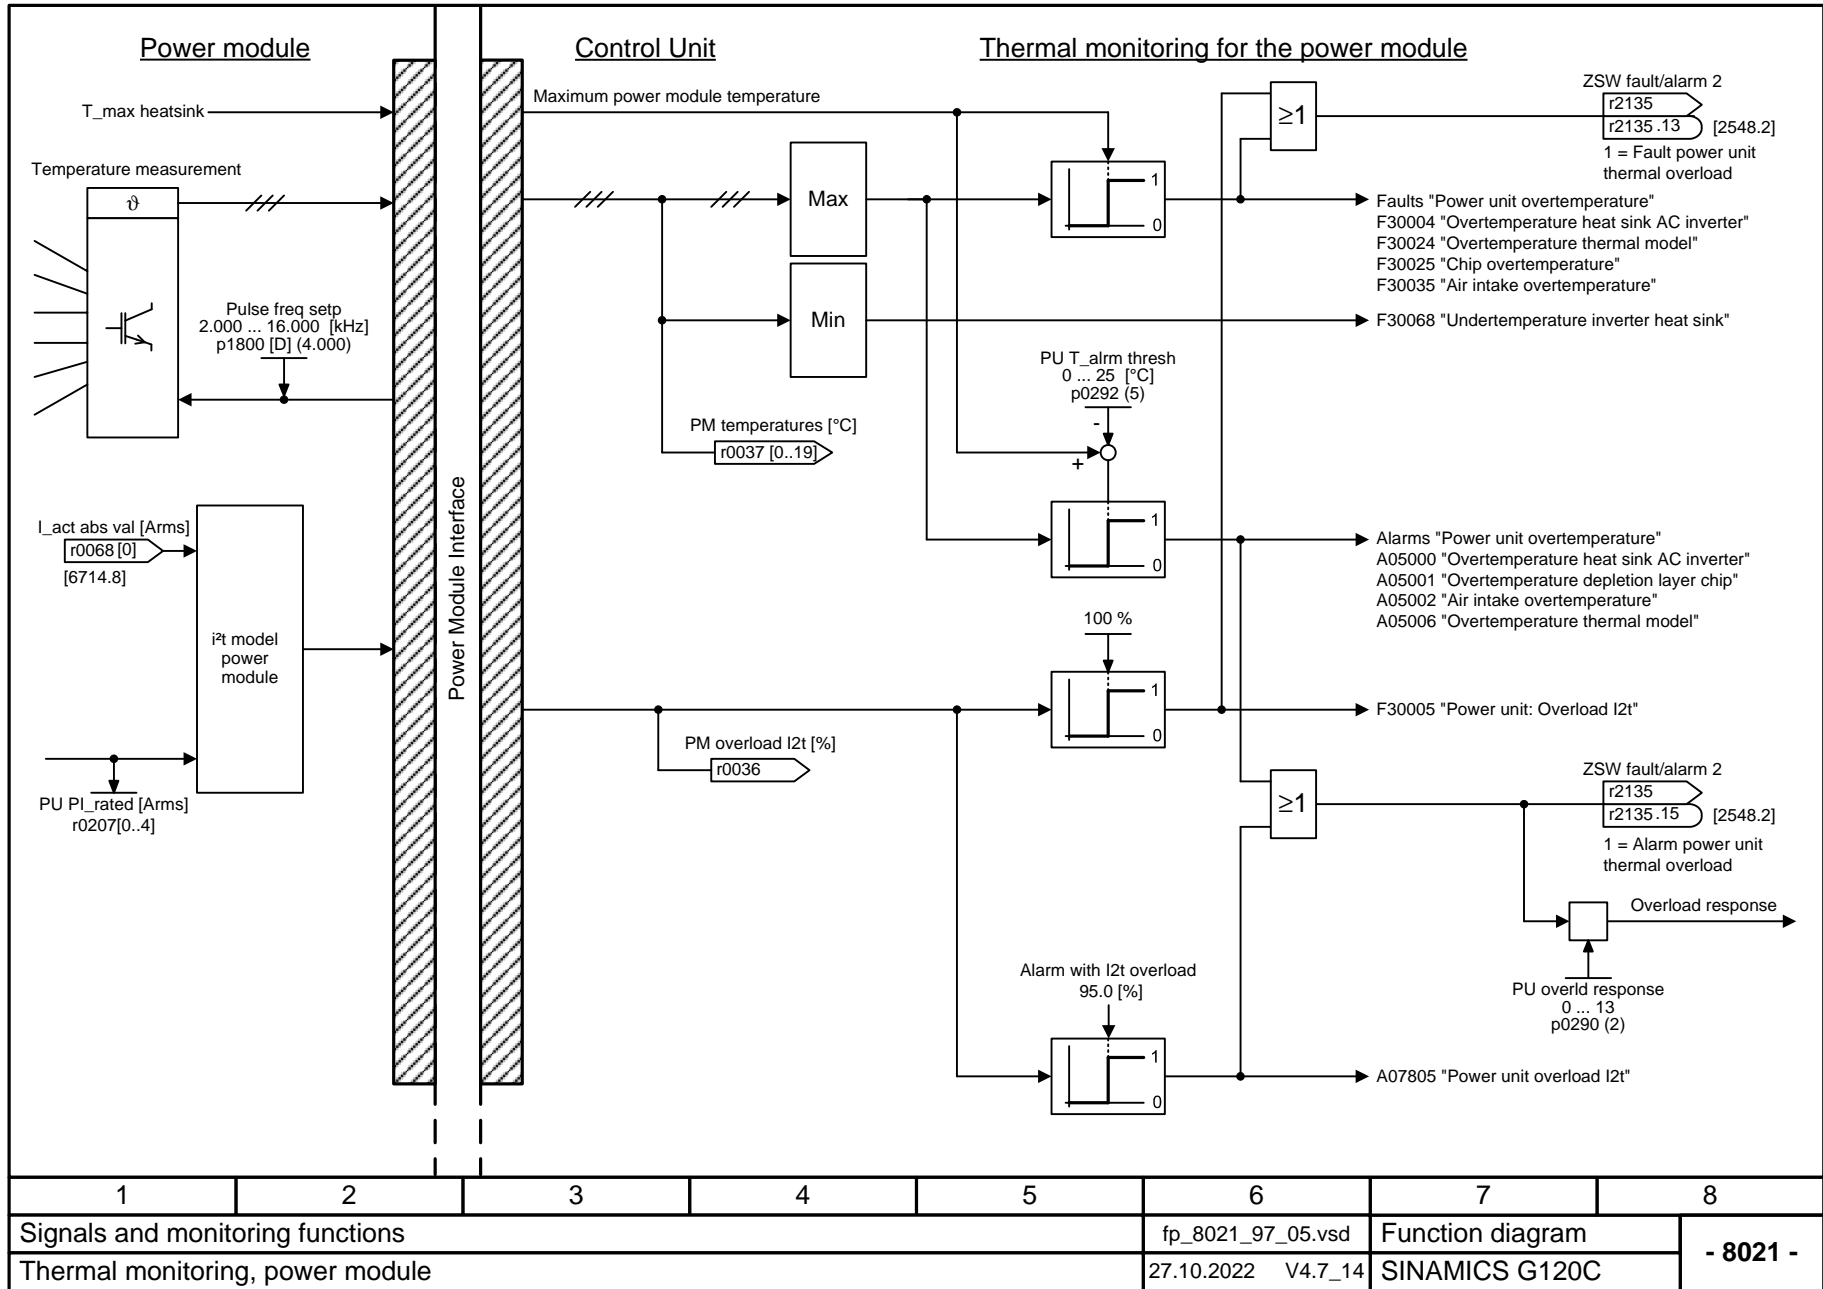 Power module
Control Unit
Thermal monitoring for the power module
T_max heatsink
Temperature measurement
ϑ
Pulse freq setp
2.000 ... 16.000 [kHz]
p1800 [D] (4.000)
I_act abs val [Arms]
r0068 [0]
[6714.8]
i²t model
power
module
PU PI_rated [Arms]
r0207[0..4]
Power Module Interface
Maximum power module temperature
Max
Min
PM temperatures [°C]
r0037 [0..19]
PM overload I2t [%]
r0036
1
0
PU T_alrm thresh
0 ... 25 [°C]
p0292 (5)
-
+
1
0
100 %
1
0
Alarm with I2t overload
95.0 [%]
1
0
≥1
ZSW fault/alarm 2
r2135
r2135.13
[2548.2]
1 = Fault power unit
thermal overload
Faults "Power unit overtemperature"
F30004 "Overtemperature heat sink AC inverter"
F30024 "Overtemperature thermal model"
F30025 "Chip overtemperature"
F30035 "Air intake overtemperature"
F30068 "Undertemperature inverter heat sink"
Alarms "Power unit overtemperature"
A05000 "Overtemperature heat sink AC inverter"
A05001 "Overtemperature depletion layer chip"
A05002 "Air intake overtemperature"
A05006 "Overtemperature thermal model"
F30005 "Power unit: Overload I2t"
≥1
ZSW fault/alarm 2
r2135
r2135.15
[2548.2]
1 = Alarm power unit
thermal overload
Overload response
PU overld response
0 ... 13
p0290 (2)
A07805 "Power unit overload I2t"
1 2 3 4 5 6 7 8
Signals and monitoring functions
fp_8021_97_05.vsd
Function diagram
- 8021 -
Thermal monitoring, power module
27.10.2022 V4.7_14
SINAMICS G120C